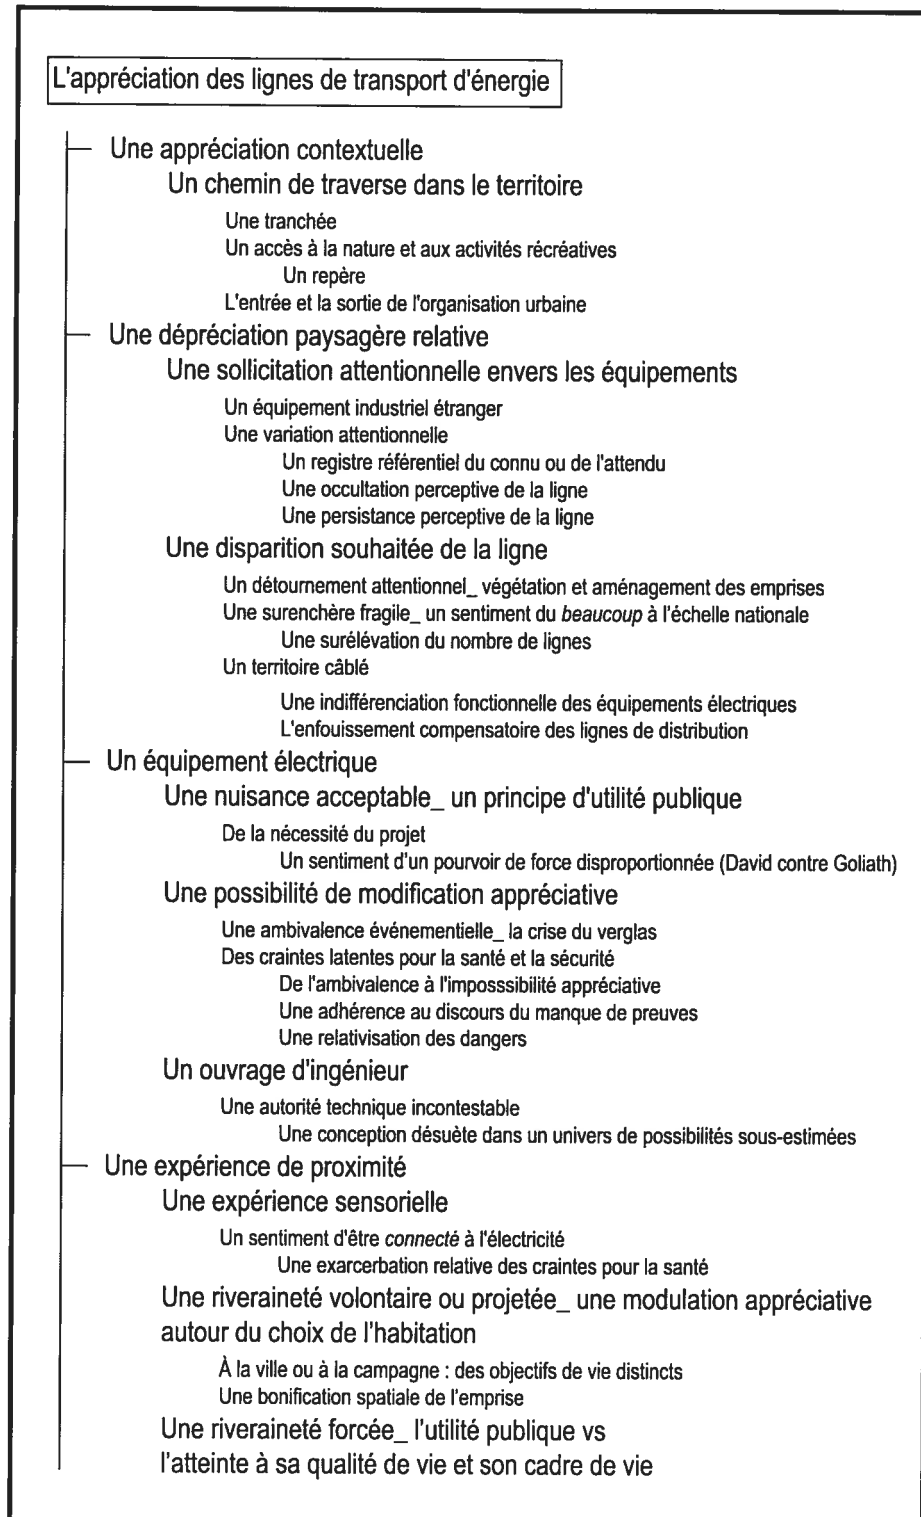 L'appréciation des lignes de transport d'énergie
Une appréciation contextuelle
Un chemin de traverse dans le territoire
Une tranchée
Un accès à la nature et aux activités récréatives
Un repère
L'entrée et la sortie de l'organisation urbaine
Une dépréciation paysagère relative
Une sollicitation attentionnelle envers les équipements
Un équipement industriel étranger
Une variation attentionnelle
Un registre référentiel du connu ou de l'attendu
Une occultation perceptive de la ligne
Une persistance perceptive de la ligne
Une disparition souhaitée de la ligne
Un détournement attentionnel_ végétation et aménagement des emprises
Une surenchère fragile_ un sentiment du beaucoup à l'échelle nationale
Une surélévation du nombre de lignes
Un territoire câblé
Une indifférenciation fonctionnelle des équipements électriques
L'enfouissement compensatoire des lignes de distribution
Un équipement électrique
Une nuisance acceptable_ un principe d'utilité publique
De la nécessité du projet
Un sentiment d'un pourvoir de force disproportionnée (David contre Goliath)
Une possibilité de modification appréciative
Une ambivalence événementielle_ la crise du verglas
Des craintes latentes pour la santé et la sécurité
De l'ambivalence à l'imposssibilité appréciative
Une adhérence au discours du manque de preuves
Une relativisation des dangers
Un ouvrage d'ingénieur
Une autorité technique incontestable
Une conception désuète dans un univers de possibilités sous-estimées
Une expérience de proximité
Une expérience sensorielle
Un sentiment d'être connecté à l'électricité
Une exarcerbation relative des craintes pour la santé
Une riveraineté volontaire ou projetée_ une modulation appréciative
autour du choix de l'habitation
À la ville ou à la campagne : des objectifs de vie distincts
Une bonification spatiale de l'emprise
Une riveraineté forcée_ l'utilité publique vs
l'atteinte à sa qualité de vie et son cadre de vie